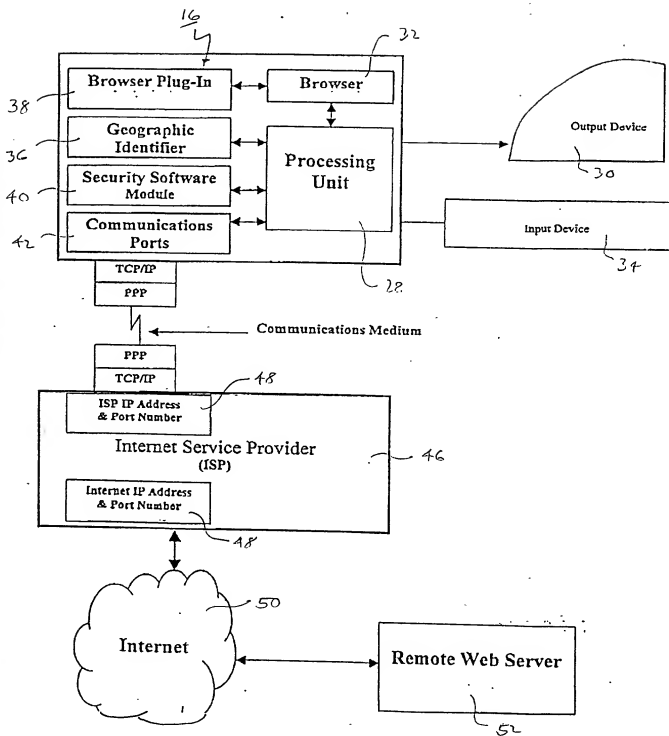 16
32
Browser Plug-In
Browser
38
Geographic
Identifier
36
Processing
Unit
Output Device
30
Security Software
Module
40
Communications
Ports
42
Input Device
34
28
TCP/IP
PPP
Communications Medium
PPP
TCP/IP
48
ISP IP Address
& Port Number
Internet Service Provider
(ISP)
46
Internet IP Address
& Port Number
48
50
Internet
Remote Web Server
52